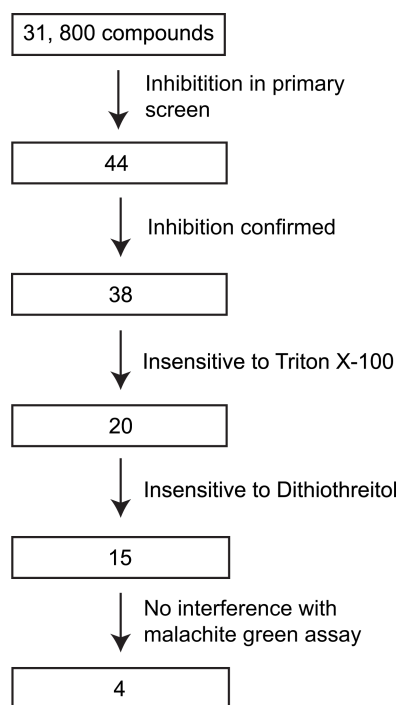 31, 800 compounds
Inhibitition in primary
screen
44
Inhibition confirmed
38
Insensitive to Triton X-100
20
Insensitive to Dithiothreitol
15
No interference with
malachite green assay
4